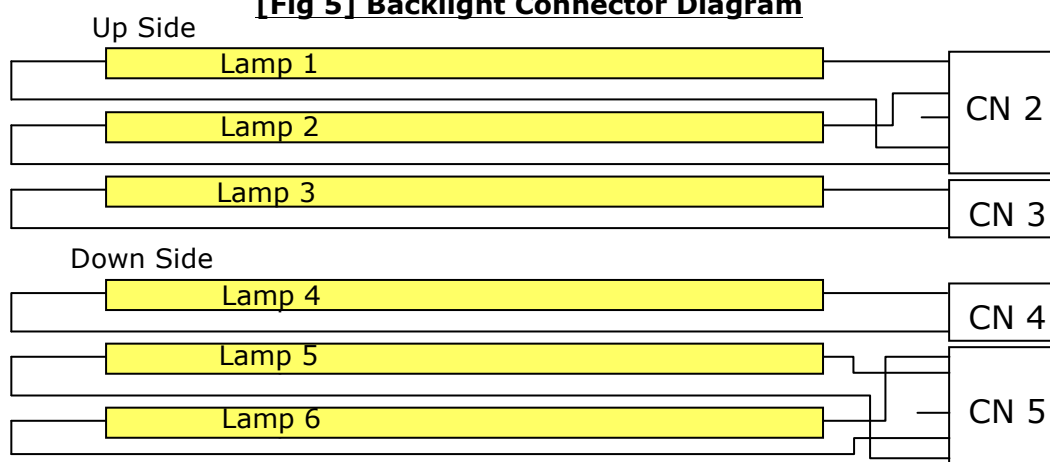 [Fig 5] Backlight Connector Diagram
Up Side
Lamp 1
CN 2
Lamp 2
Lamp 3
CN 3
Down Side
Lamp 4
CN 4
Lamp 5
CN 5
Lamp 6